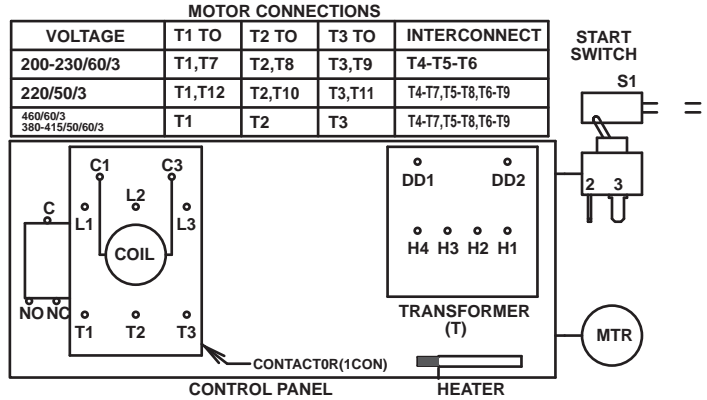 MOTOR CONNECTIONS
VOLTAGE T1 TO T2 TO T3 TO INTERCONNECT
200-230/60/3 T1,T7 T2,T8 T3,T9 T4-T5-T6
220/50/3 T1,T12 T2,T10 T3,T11 T4-T7,T5-T8,T6-T9
460/60/3
380-415/50/60/3 T1 T2 T3 T4-T7,T5-T8,T6-T9
START
SWITCH
S1
2 3
C1 C3
C L2
L1 L3
COIL
NO NC
T1 T2 T3
DD1 DD2
H4 H3 H2 H1
TRANSFORMER
(T)
MTR
CONTACT0R(1CON)
CONTROL PANEL
HEATER